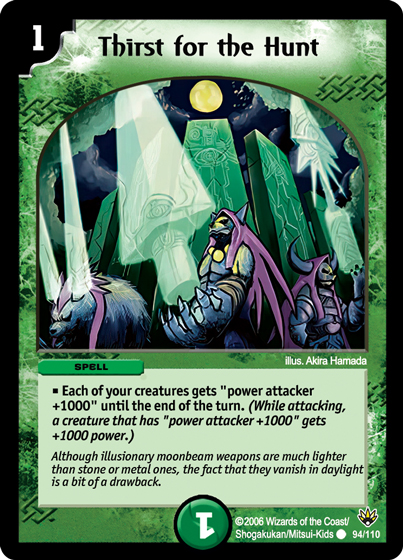 1
Thirst for the Hunt
illus. Akira Hamada
SPELL
▪ Each of your creatures gets "power attacker
+1000" until the end of the turn. (While attacking,
a creature that has "power attacker +1000" gets
+1000 power.)
Although illusionary moonbeam weapons are much lighter
than stone or metal ones, the fact that they vanish in daylight
is a bit of a drawback.
1
©2006 Wizards of the Coast/
Shogakukan/Mitsui-Kids ● 94/110